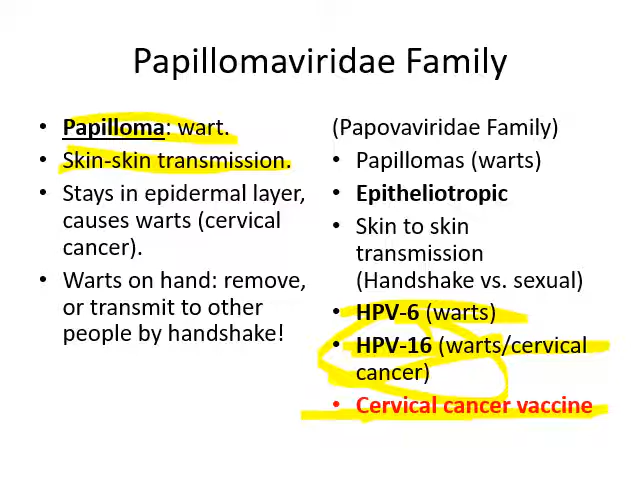 Papillomaviridae Family
• Papilloma: wart.
• Skin-skin transmission.
• Stays in epidermal layer,
causes warts (cervical
cancer).
• Warts on hand: remove,
or transmit to other
people by handshake!
(Papovaviridae Family)
• Papillomas (warts)
• Epitheliotropic
• Skin to skin
transmission
(Handshake vs. sexual)
• HPV-6 (warts)
• HPV-16 (warts/cervical
cancer)
• Cervical cancer vaccine